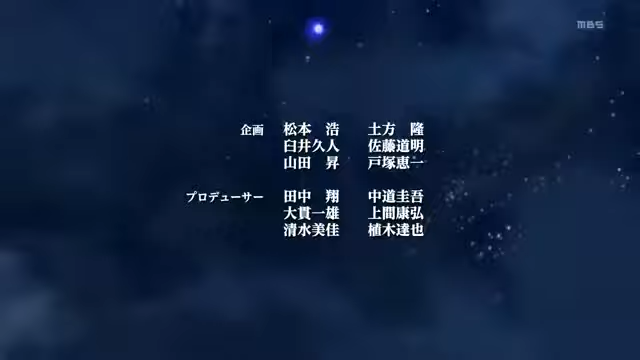 MBS
企画 松本 浩 土方 隆
臼井久人 佐藤道明
山田 昇 戸塚恵一
プロデューサー 田中 翔 中道圭吾
大貫一雄 上間康弘
清水美佳 植木達也